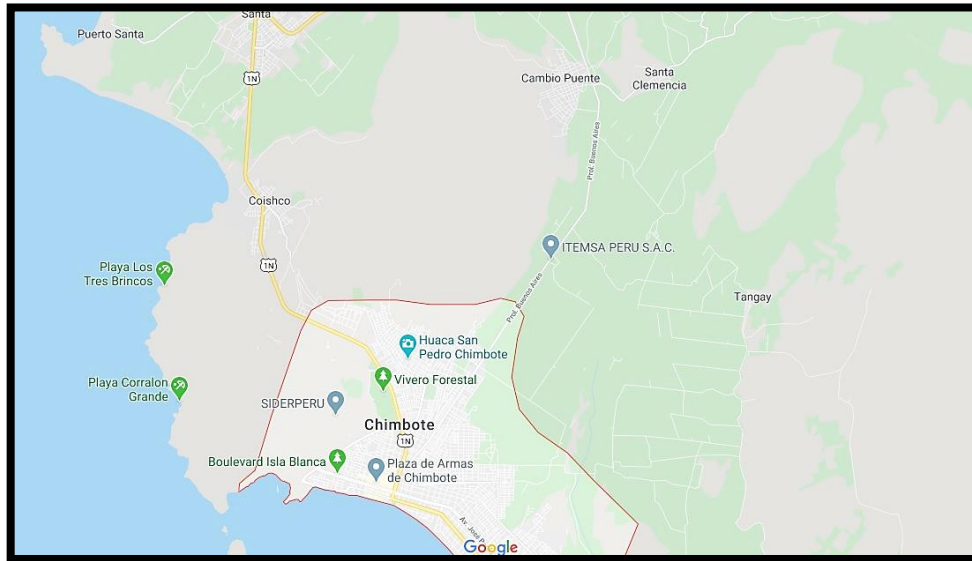 Santa
Puerto Santa
1N
Cambio Puente
Santa
Clemencia
Prol. Buenos Aires
Coishco
ITEMSA PERU S.A.C.
1N
Playa Los
Tres Brincos
Prol. Buenos Aires
Tangay
Huaca San
Pedro Chimbote
Vivero Forestal
Playa Corralon
Grande
SIDERPERU
Chimbote
1N
Boulevard Isla Blanca
Plaza de Armas
de Chimbote
Av. José P
Google